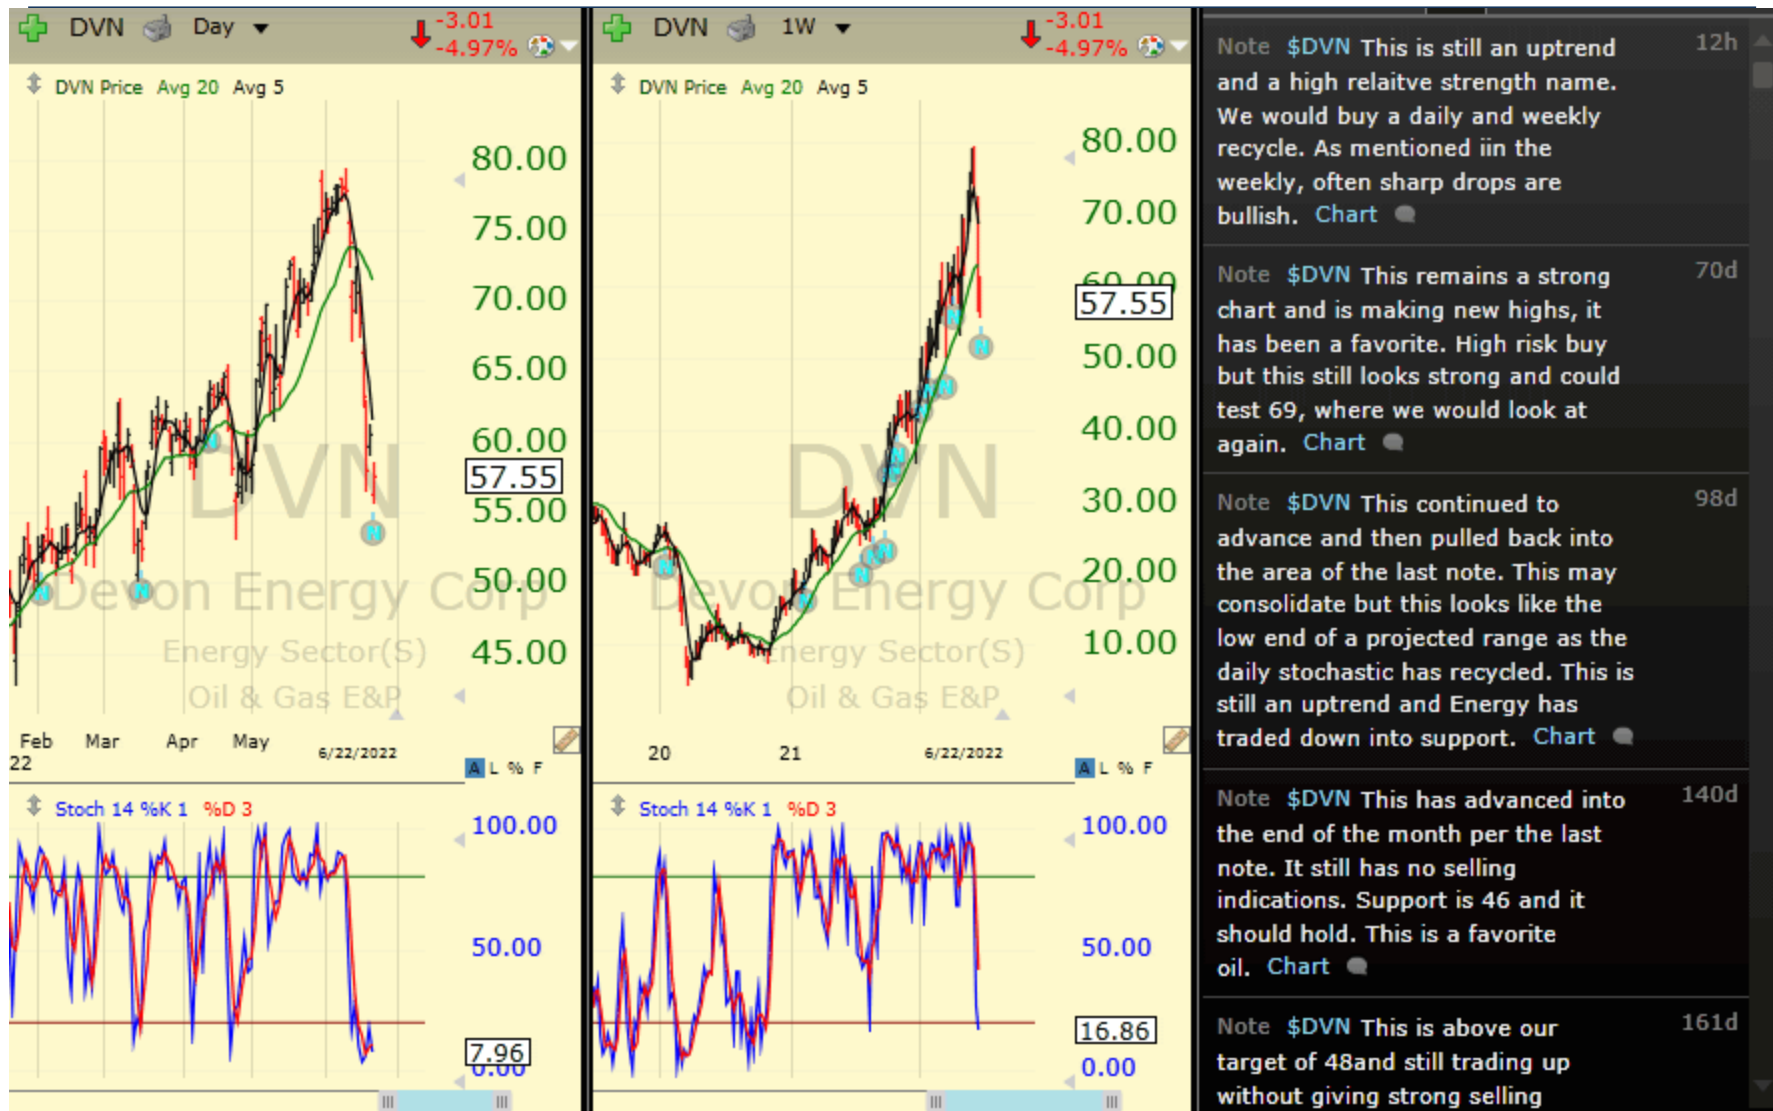 DVN Day
-3.01
-4.97%
DVN Price Avg 20 Avg 5
80.00
75.00
70.00
65.00
60.00
57.55
55.00
50.00
45.00
DVN
Devon Energy Corp
Energy Sector(S)
Oil & Gas E&P
N
N
N
N
Feb Mar Apr May 6/22/2022
22
A L % F
Stoch 14 %K 1 %D 3
100.00
50.00
7.96
0.00
DVN 1W
-3.01
-4.97%
DVN Price Avg 20 Avg 5
80.00
70.00
60.00
57.55
50.00
40.00
30.00
20.00
10.00
DVN
Devon Energy Corp
Energy Sector(S)
Oil & Gas E&P
N
N
N
N
N
N
N
N
N
N
N
N
20 21 6/22/2022
A L % F
Stoch 14 %K 1 %D 3
100.00
50.00
16.86
0.00
Note $DVN This is still an uptrend 12h
and a high relaitve strength name.
We would buy a daily and weekly
recycle. As mentioned iin the
weekly, often sharp drops are
bullish. Chart
Note $DVN This remains a strong 70d
chart and is making new highs, it
has been a favorite. High risk buy
but this still looks strong and could
test 69, where we would look at
again. Chart
Note $DVN This continued to 98d
advance and then pulled back into
the area of the last note. This may
consolidate but this looks like the
low end of a projected range as the
daily stochastic has recycled. This is
still an uptrend and Energy has
traded down into support. Chart
Note $DVN This has advanced into 140d
the end of the month per the last
note. It still has no selling
indications. Support is 46 and it
should hold. This is a favorite
oil. Chart
Note $DVN This is above our 161d
target of 48and still trading up
without giving strong selling